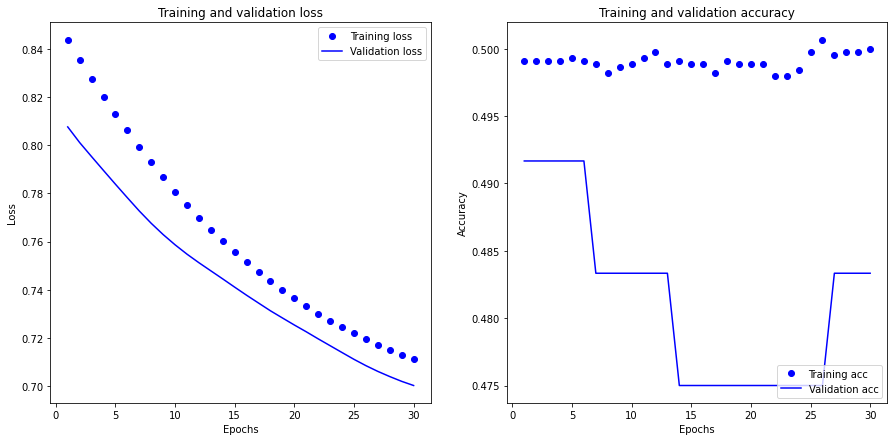 Training and validation loss
Training loss
Validation loss
0.84
0.82
0.80
0.78
0.76
0.74
0.72
0.70
Loss
0
5
10
15
20
25
30
Epochs
Training and validation accuracy
0.500
0.495
0.490
0.485
0.480
0.475
Accuracy
Training acc
Validation acc
0
5
10
15
20
25
30
Epochs